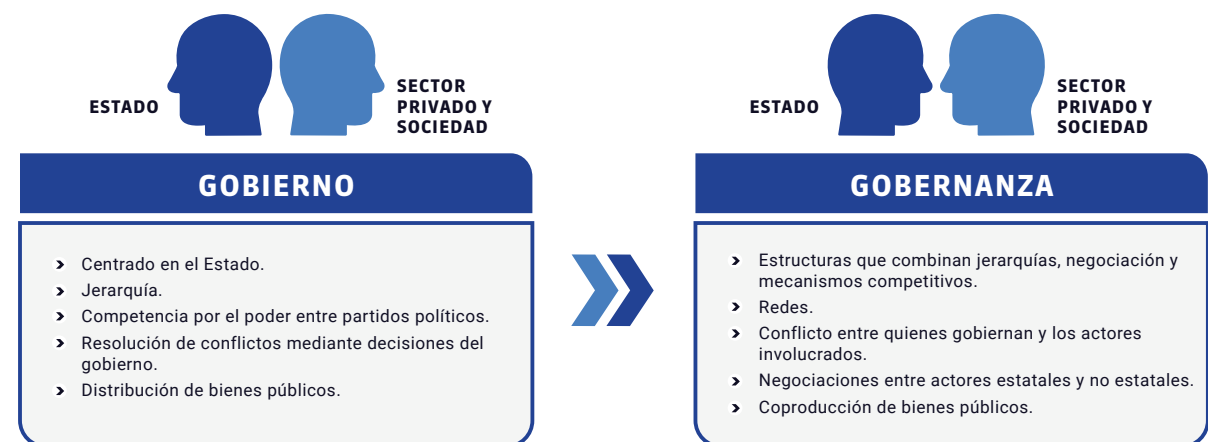 ESTADO
SECTOR
PRIVADO Y
SOCIEDAD
GOBIERNO
Centrado en el Estado.
Jerarquía.
Competencia por el poder entre partidos políticos.
Resolución de conflictos mediante decisiones del
gobierno.
Distribución de bienes públicos.
ESTADO
SECTOR
PRIVADO Y
SOCIEDAD
GOBERNANZA
Estructuras que combinan jerarquías, negociación y
mecanismos competitivos.
Redes.
Conflicto entre quienes gobiernan y los actores
involucrados.
Negociaciones entre actores estatales y no estatales.
Coproducción de bienes públicos.